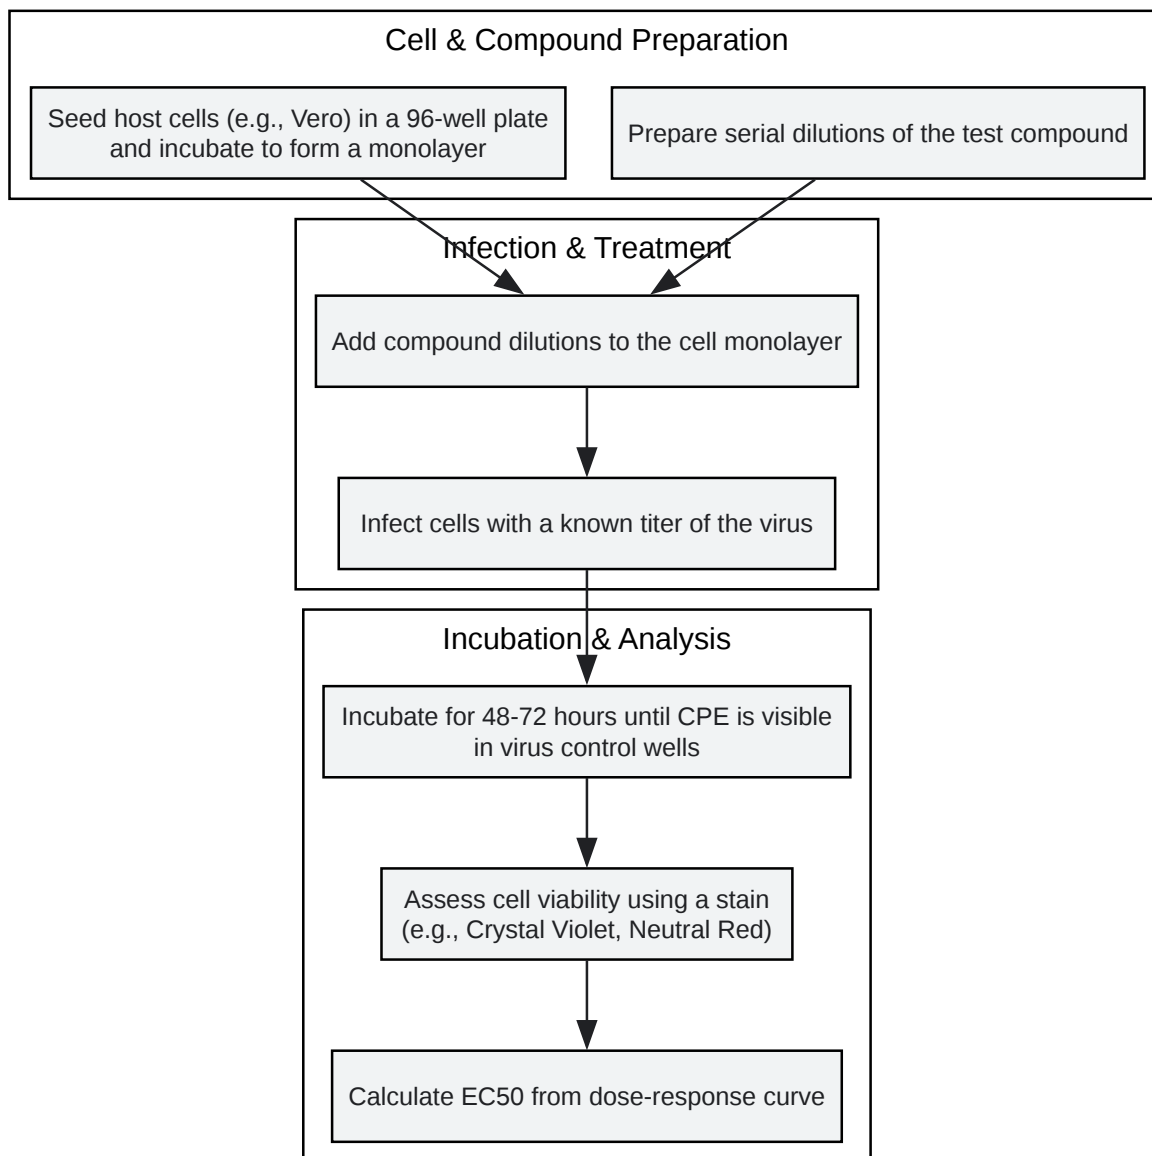 Cell & Compound Preparation
Seed host cells (e.g., Vero) in a 96-well plate
and incubate to form a monolayer
Prepare serial dilutions of the test compound
Infection & Treatment
Add compound dilutions to the cell monolayer
Infect cells with a known titer of the virus
Incubation & Analysis
Incubate for 48-72 hours until CPE is visible
in virus control wells
Assess cell viability using a stain
(e.g., Crystal Violet, Neutral Red)
Calculate EC50 from dose-response curve